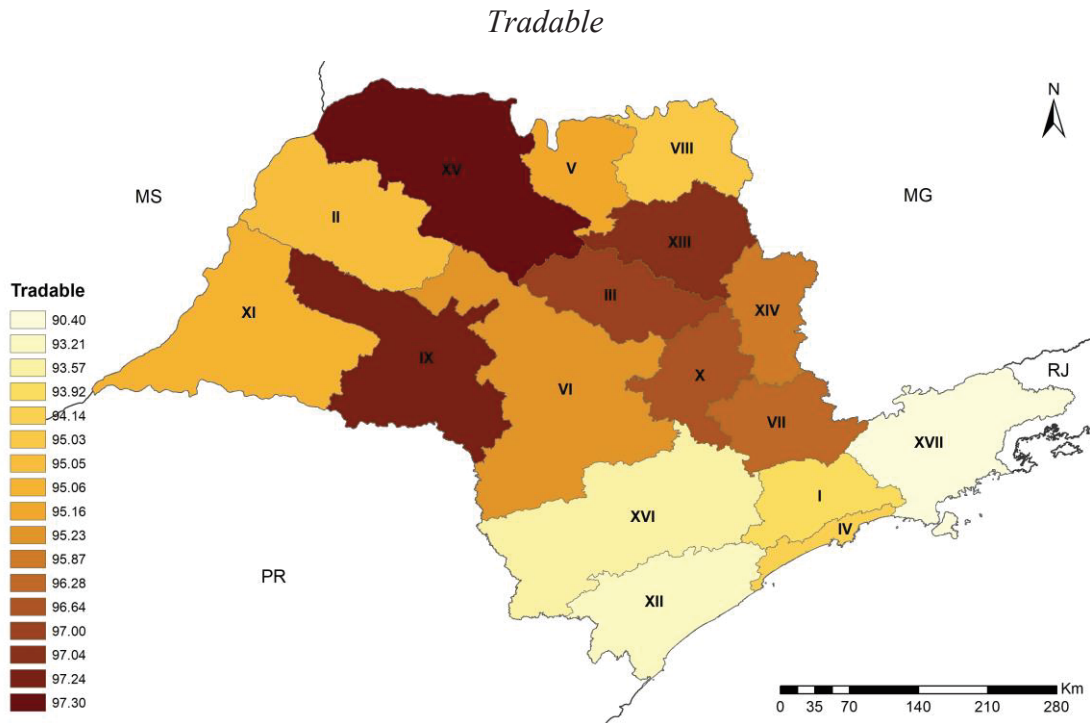 Tradable
N
MS
MG
RJ
PR
XV
V
VIII
II
XIII
III
XI
XIV
IX
X
VI
VII
XVII
I
XVI
IV
XII
Tradable
90.40
93.21
93.57
93.92
94.14
95.03
95.05
95.06
95.16
95.23
95.87
96.28
96.64
97.00
97.04
97.24
97.30
Km
0 35 70 140 210 280